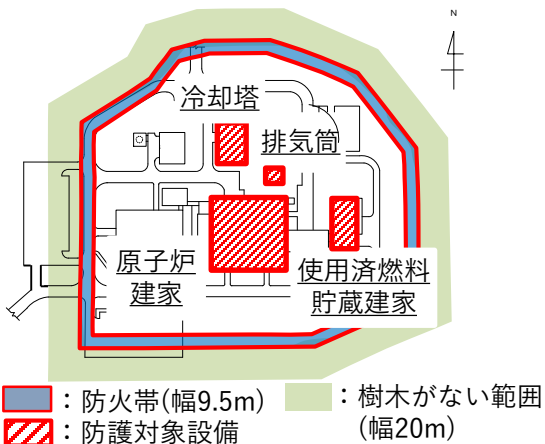 N
冷却塔
排気筒
原子炉
建家
使用済燃料
貯蔵建家
：防火帯(幅9.5m)
：樹木がない範囲
(幅20m)
：防護対象設備